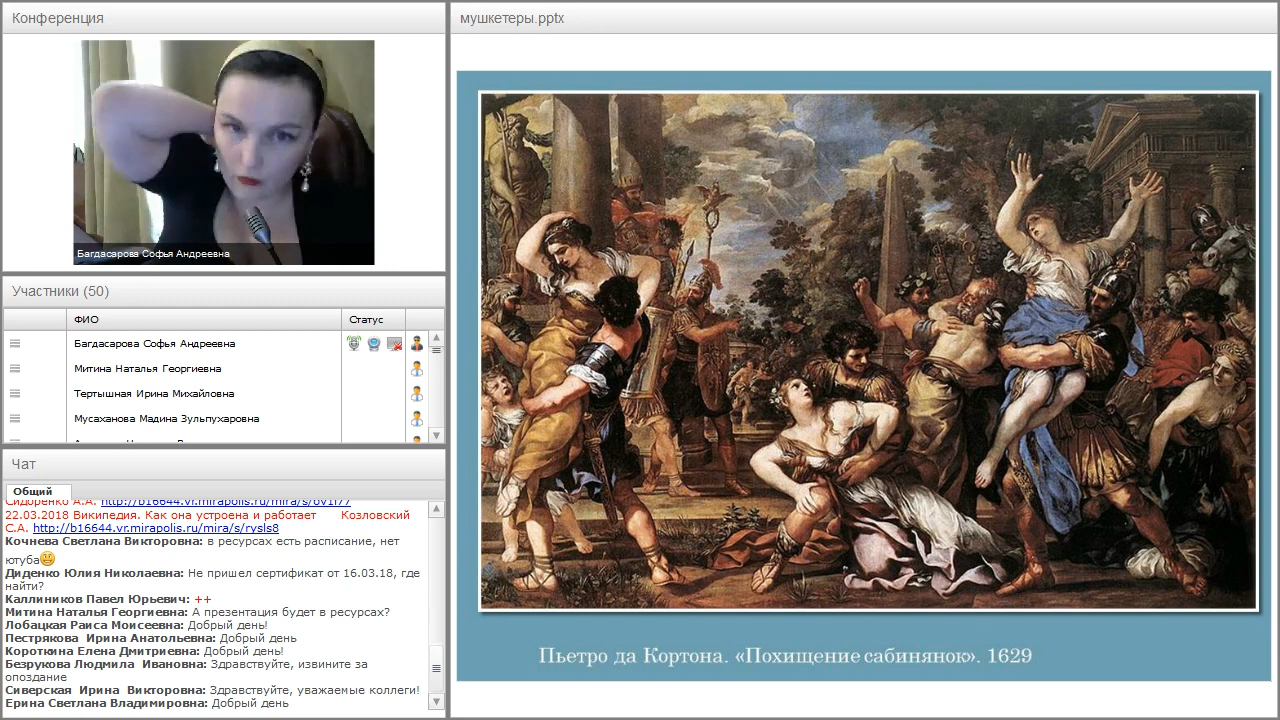 Конференция
Багдасарова Софья Андреевна
Участники (50)
ФИО
Статус
Багдасарова Софья Андреевна
Митина Наталья Георгиевна
Тертышная Ирина Михайловна
Мусаханова Мадина Зульпухаровна
Чат
Общий
Сидоренко А.А. http://b16644.vr.mirapolis.ru/mira/s/ov1r77
22.03.2018 Википедия. Как она устроена и работает Козловский
С.А. http://b16644.vr.mirapolis.ru/mira/s/rysls8
Кочнева Светлана Викторовна: в ресурсах есть расписание, нет
ютуба
Диденко Юлия Николаевна: Не пришел сертификат от 16.03.18, где
найти?
Каллиников Павел Юрьевич: ++
Митина Наталья Георгиевна: А презентация будет в ресурсах?
Лобацкая Раиса Моисеевна: Добрый день!
Пестрякова Ирина Анатольевна: Добрый день
Короткина Елена Дмитриевна: Добрый день!
Безрукова Людмила Ивановна: Здравствуйте, извините за
опоздание
Сиверская Ирина Викторовна: Здравствуйте, уважаемые коллеги!
Ерина Светлана Владимировна: Добрый день
мушкетеры.pptx
Пьетро да Кортона. «Похищение сабинянок». 1629